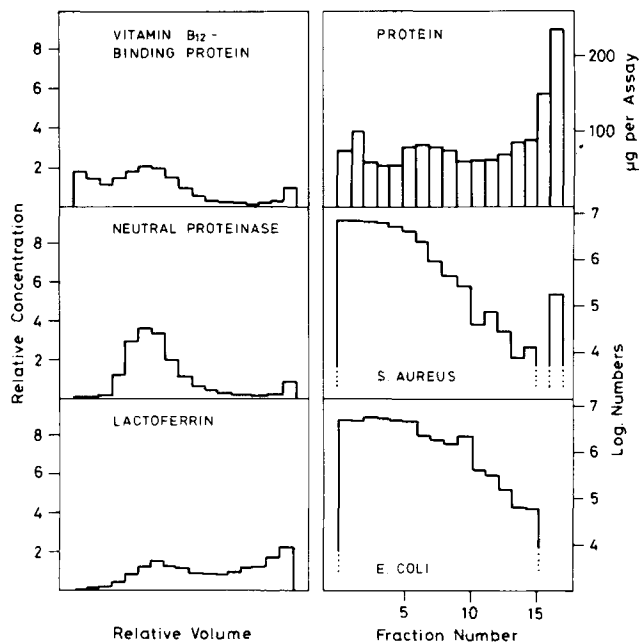 VITAMIN B12 -
BINDING PROTEIN
8
6
4
2
NEUTRAL PROTEINASE
8
6
4
2
LACTOFERRIN
8
6
4
2
Relative Concentration
Relative Volume
PROTEIN
200
100
µg per Assay
7
6
5
4
S. AUREUS
7
6
5
4
E. COLI
Log. Numbers
5
10
15
Fraction Number